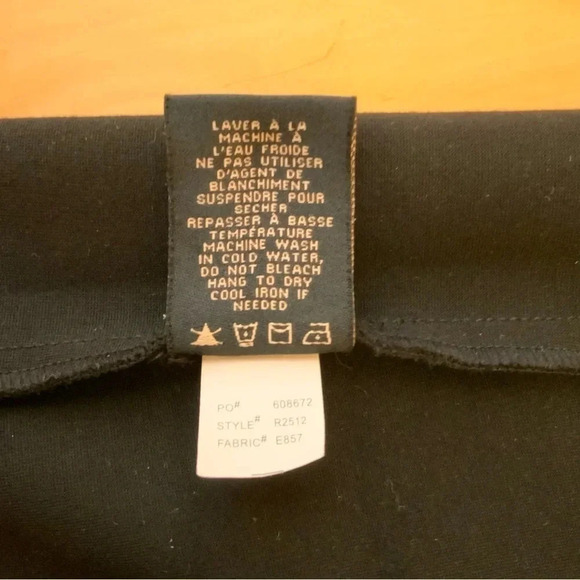 LAVER À LA
MACHINE À
L'EAU FROIDE
NE PAS UTILISER
D'AGENT DE
BLANCHIMENT
SUSPENDRE POUR
SECHER
REPASSER À BASSE
TEMPÉRATURE
MACHINE WASH
IN COLD WATER,
DO NOT BLEACH
HANG TO DRY
COOL IRON IF
NEEDED
PO# 608672
STYLE# R2512
FABRIC# E857